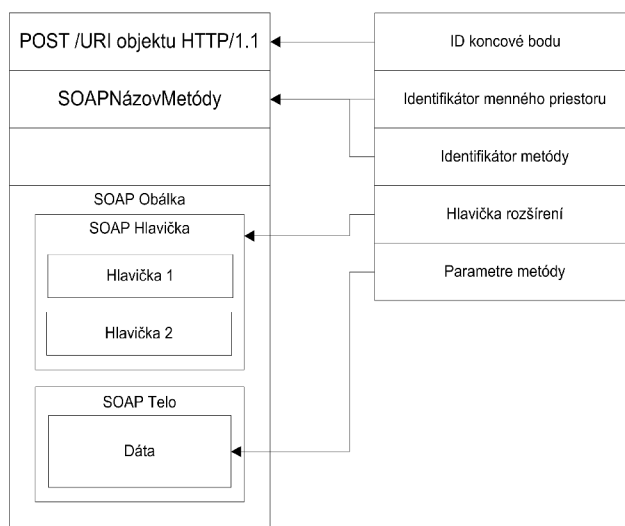 POST /URI objektu HTTP/1.1
SOAPNázovMetódy
SOAP Obálka
SOAP Hlavička
Hlavička 1
Hlavička 2
SOAP Telo
Dáta
ID koncové bodu
Identifikátor menného priestoru
Identifikátor metódy
Hlavička rozšírení
Parametre metódy